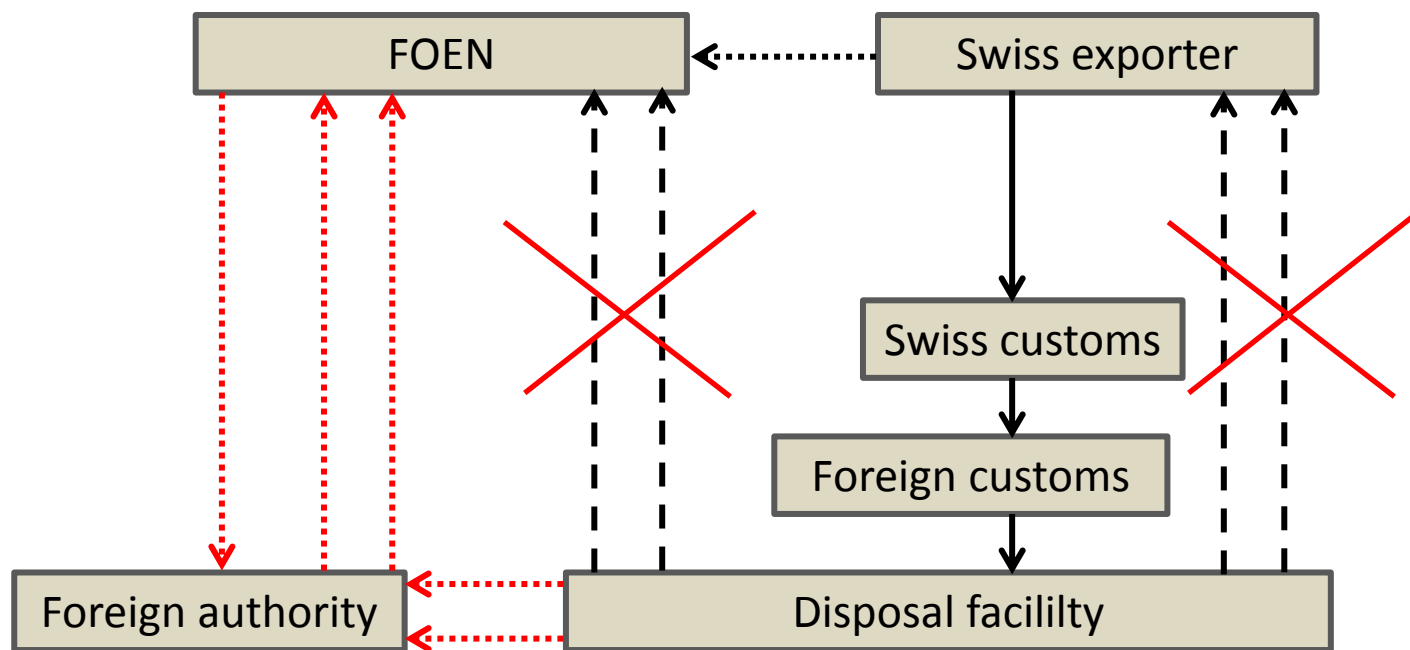 FOEN
Swiss exporter
Swiss customs
Foreign customs
Foreign authority
Disposal facililty